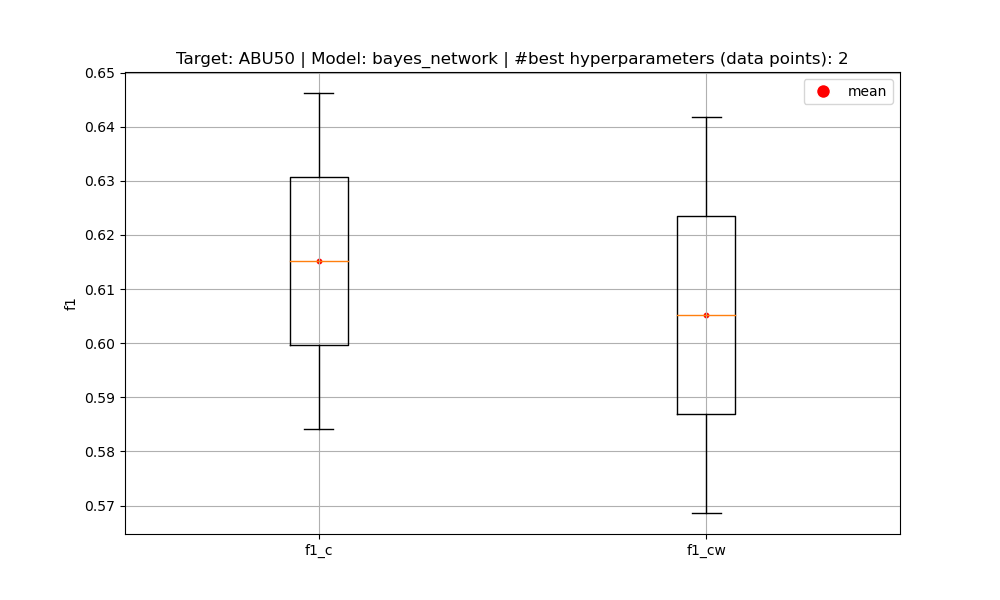 Target: ABU50 | Model: bayes_network | #best hyperparameters (data points): 2
mean
0.65
0.64
0.63
0.62
0.61
0.60
0.59
0.58
0.57
f1
f1_c
f1_cw